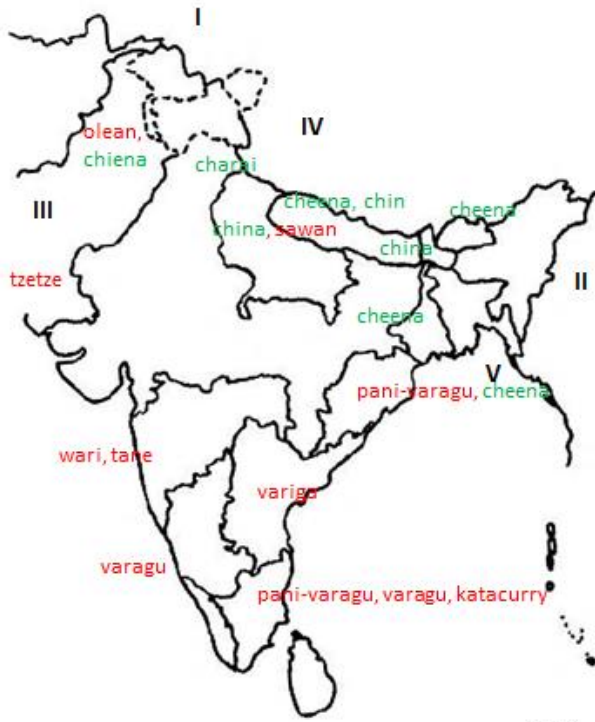 I
olean,
chiena
IV
charai
III
cheena, chin
cheena
china, sawan
china
tzetze
II
cheena
V
pani-varagu, cheena
wari, tane
variga
varagu
pani-varagu, varagu, katacurry